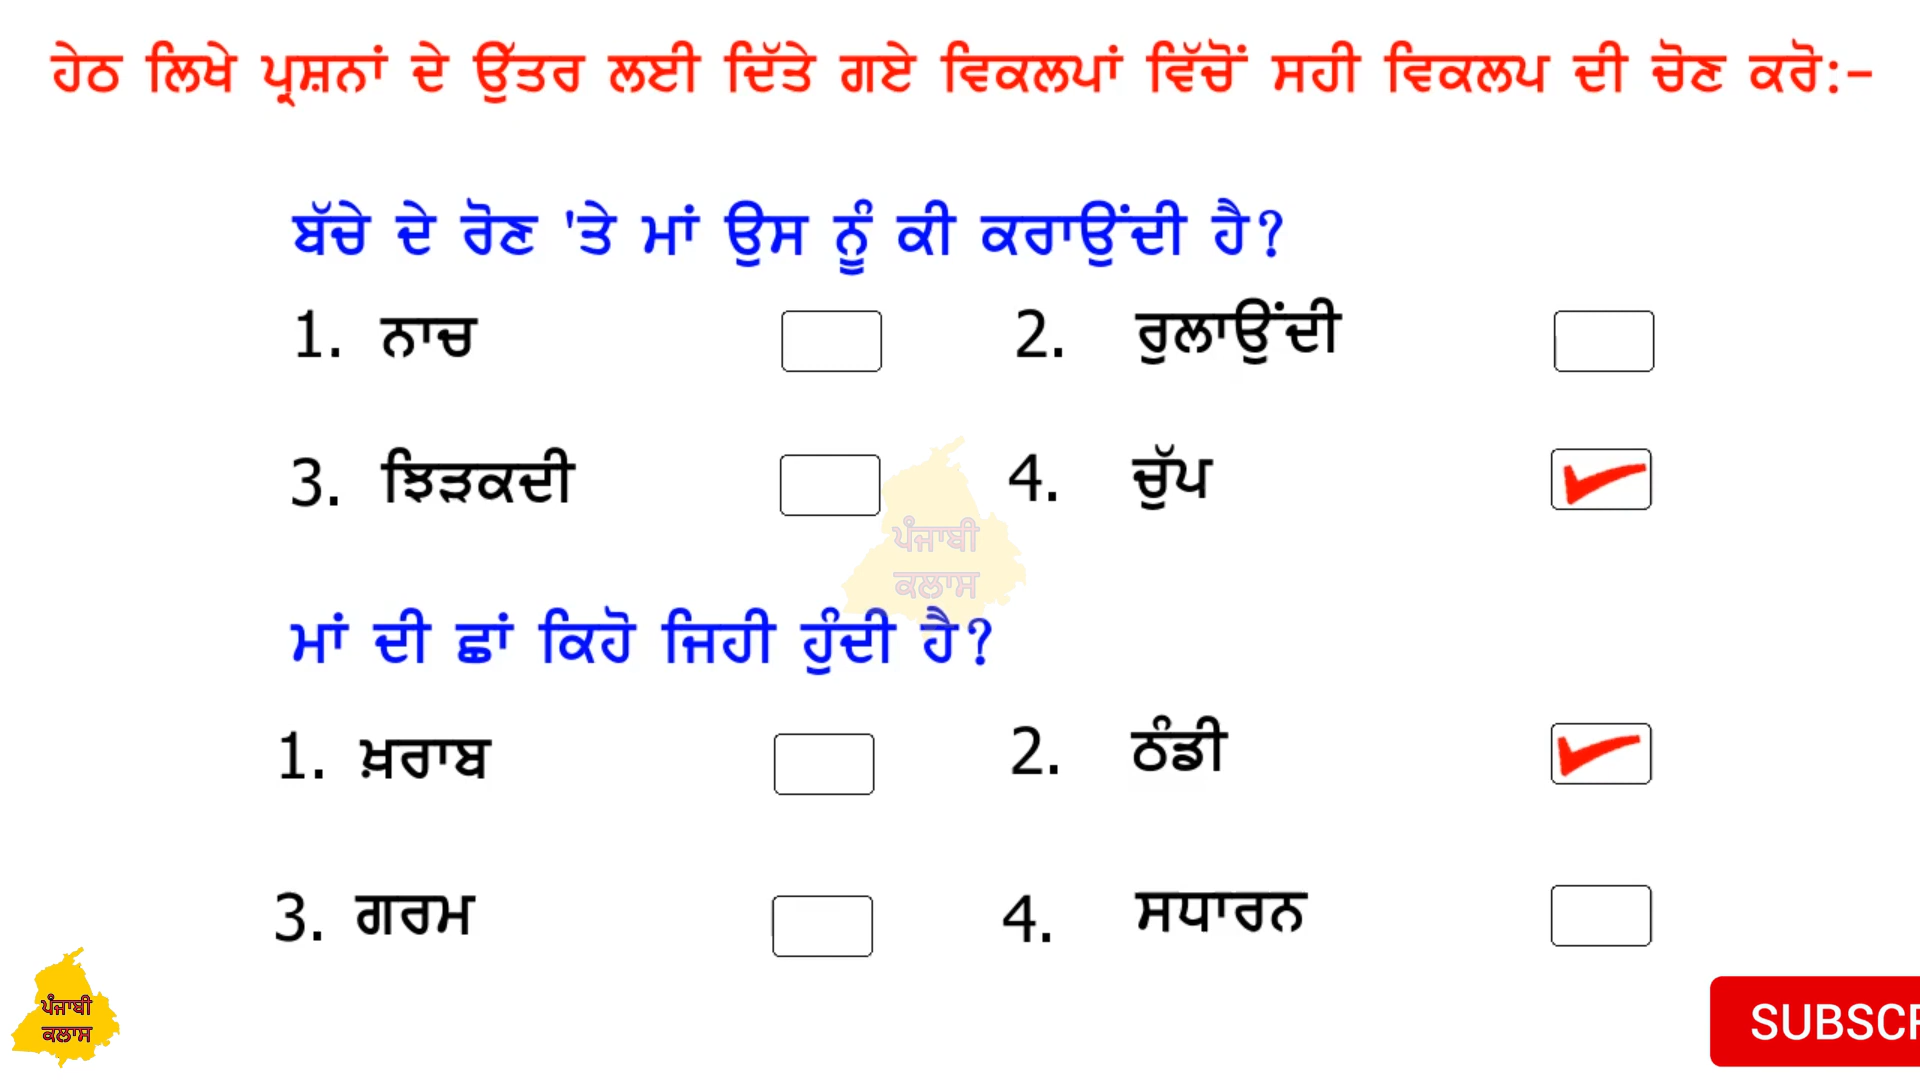 ਹੇਠ ਲਿਖੇ ਪ੍ਰਸ਼ਨਾਂ ਦੇ ਉੱਤਰ ਲਈ ਦਿੱਤੇ ਗਏ ਵਿਕਲਪਾਂ ਵਿੱਚੋਂ ਸਹੀ ਵਿਕਲਪ ਦੀ ਚੋਣ ਕਰੋ:-
ਬੱਚੇ ਦੇ ਰੋਣ 'ਤੇ ਮਾਂ ਉਸ ਨੂੰ ਕੀ ਕਰਾਉਂਦੀ ਹੈ?
1. ਨਾਚ 2. ਰੁਲਾਉਂਦੀ
3. ਝਿੜਕਦੀ 4. ਚੁੱਪ
ਪੰਜਾਬੀ
ਕਲਾਸ
ਮਾਂ ਦੀ ਛਾਂ ਕਿਹੋ ਜਿਹੀ ਹੁੰਦੀ ਹੈ?
1. ਖ਼ਰਾਬ 2. ਠੰਡੀ
3. ਗਰਮ 4. ਸਧਾਰਨ
ਪੰਜਾਬੀ
ਕਲਾਸ
SUBSCR